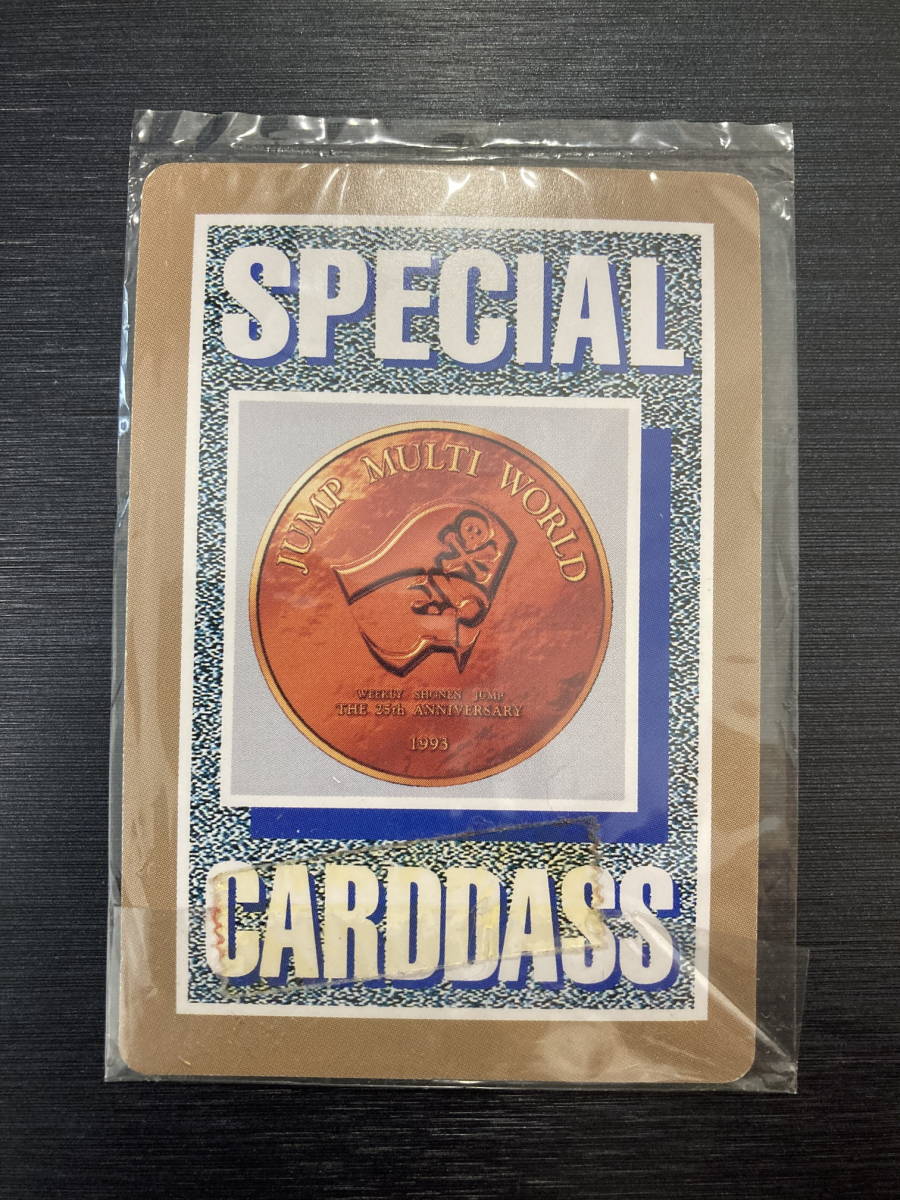 SPECIAL
JUMP MULTI WORLD
WEEKLY SHONEN JUMP
THE 25th ANNIVERSARY
1993
CARDDASS